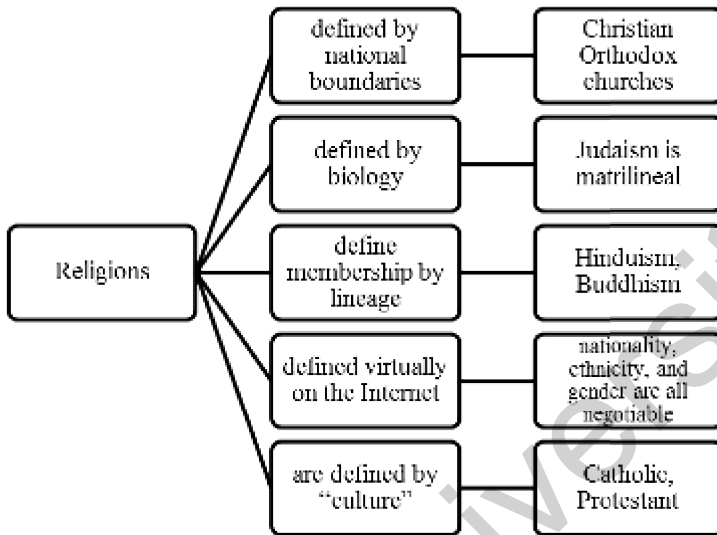 defined by
national
boundaries
Christian
Orthodox
churches
defined by
biology
Judaism is
matrilineal
Religions
define
membership by
lineage
Hinduism,
Buddhism
defined virtually
on the Internet
nationality,
ethnicity, and
gender are all
negotiable
are defined by
“culture”
Catholic,
Protestant